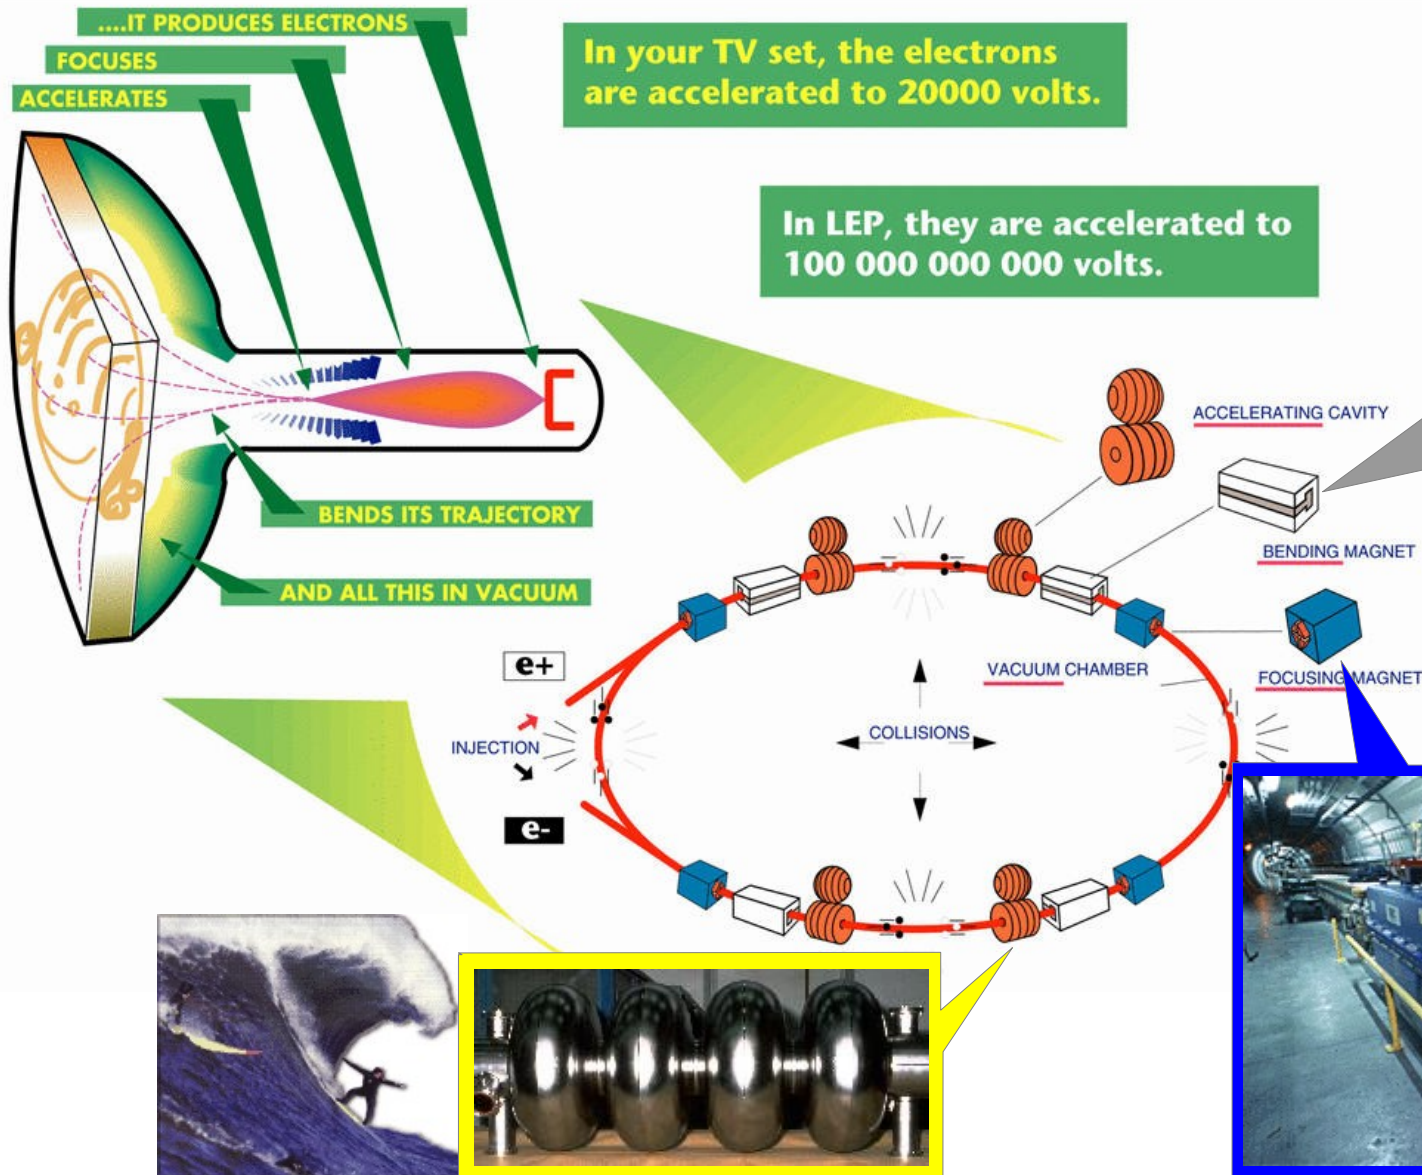 ....IT PRODUCES ELECTRONS
FOCUSES
ACCELERATES
In your TV set, the electrons
are accelerated to 20000 volts.
In LEP, they are accelerated to
100 000 000 000 volts.
BENDS ITS TRAJECTORY
AND ALL THIS IN VACUUM
ACCELERATING CAVITY
BENDING MAGNET
FOCUSING MAGNET
VACUUM CHAMBER
e+
INJECTION
COLLISIONS
e-